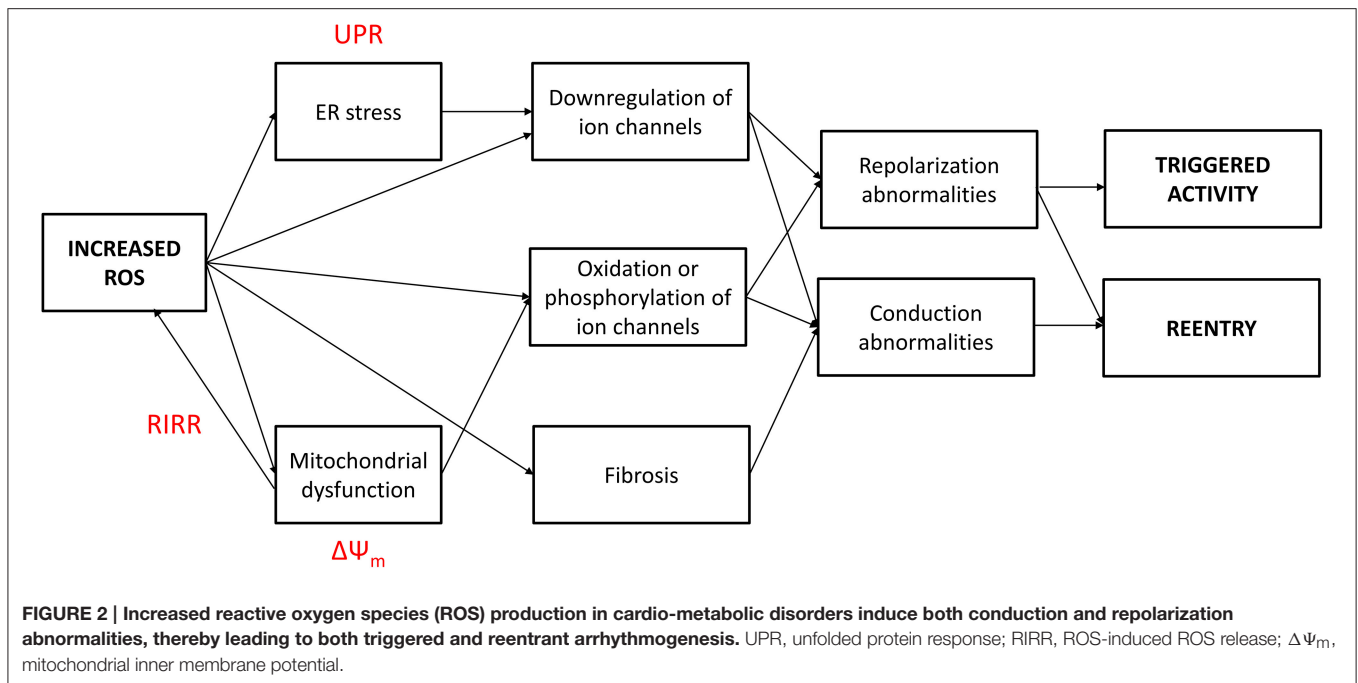 UPR
ER stress
Downregulation of
ion channels
Repolarization
abnormalities
TRIGGERED
ACTIVITY
INCREASED
ROS
Oxidation or
phosphorylation of
ion channels
Conduction
abnormalities
REENTRY
RIRR
Mitochondrial
dysfunction
Fibrosis
ΔΨm
FIGURE 2 | Increased reactive oxygen species (ROS) production in cardio-metabolic disorders induce both conduction and repolarization
abnormalities, thereby leading to both triggered and reentrant arrhythmogenesis. UPR, unfolded protein response; RIRR, ROS-induced ROS release; ΔΨm,
mitochondrial inner membrane potential.